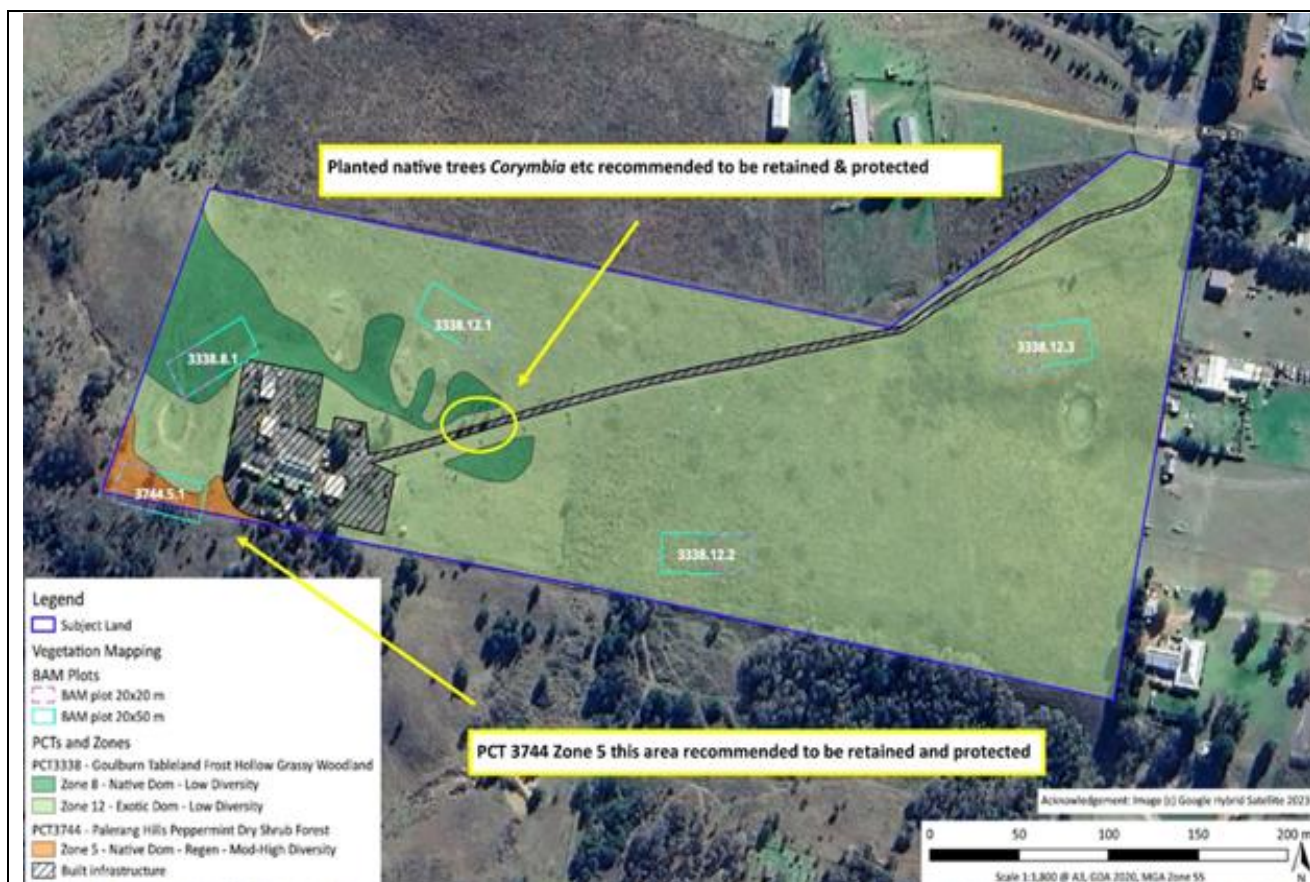 King St
Planted native trees Corymbia etc recommended to be retained & protected
3338.12.1
3338.12.3
3338.8.1
3744.5.1
3338.12.2
PCT 3744 Zone 5 this area recommended to be retained and protected
Legend
Subject Land
Vegetation Mapping
BAM Plots
BAM plot 20x20 m
BAM plot 20x50 m
PCTs and Zones
PCT3338 - Goulburn Tableland Frost Hollow Grassy Woodland
Zone 8 - Native Dom - Low Diversity
Zone 12 - Exotic Dom - Low Diversity
PCT3744 - Palerang Hills Peppermint Dry Shrub Forest
Zone 5 - Native Dom - Regen - Mod-High Diversity
Built infrastructure
Acknowledgement: Image (c) Google Hybrid Satellite 2023
0 50 100 150 200 m
Scale 1:1,800 @ A3, GDA 2020, MGA Zone 55
N